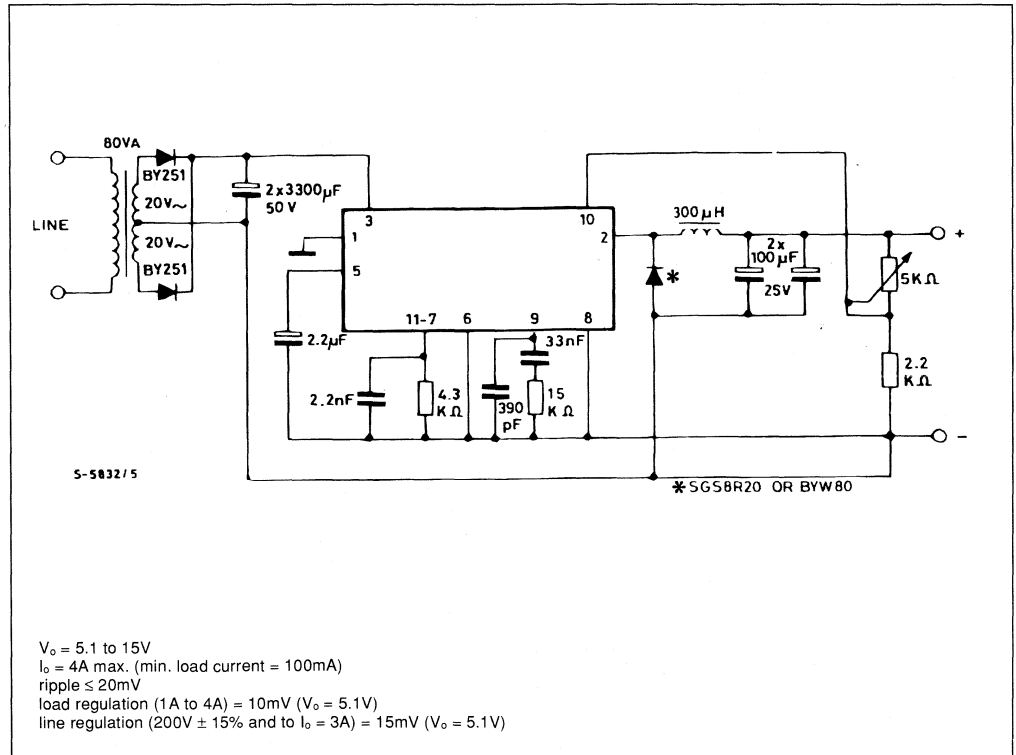 80VA
BY251
20V~
LINE
20V~
BY251
2x3300µF
50V
3
10
1
2
5
11-7
6
9
8
300µH
2x
100µF
25V
*
5KΩ
2.2µF
2.2nF
4.3
KΩ
390
pF
33nF
15
KΩ
2.2
KΩ
+
-
S-5832/5
*SGS8R20 OR BYW80
Vo = 5.1 to 15V
Io = 4A max. (min. load current = 100mA)
ripple ≤ 20mV
load regulation (1A to 4A) = 10mV (Vo = 5.1V)
line regulation (200V ± 15% and to Io = 3A) = 15mV (Vo = 5.1V)